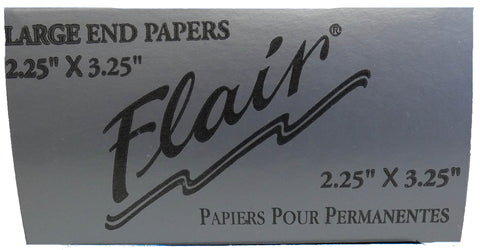 LARGE END PAPERS
2.25" X 3.25"
Flair®
2.25" X 3.25"
PAPIERS POUR PERMANENTES